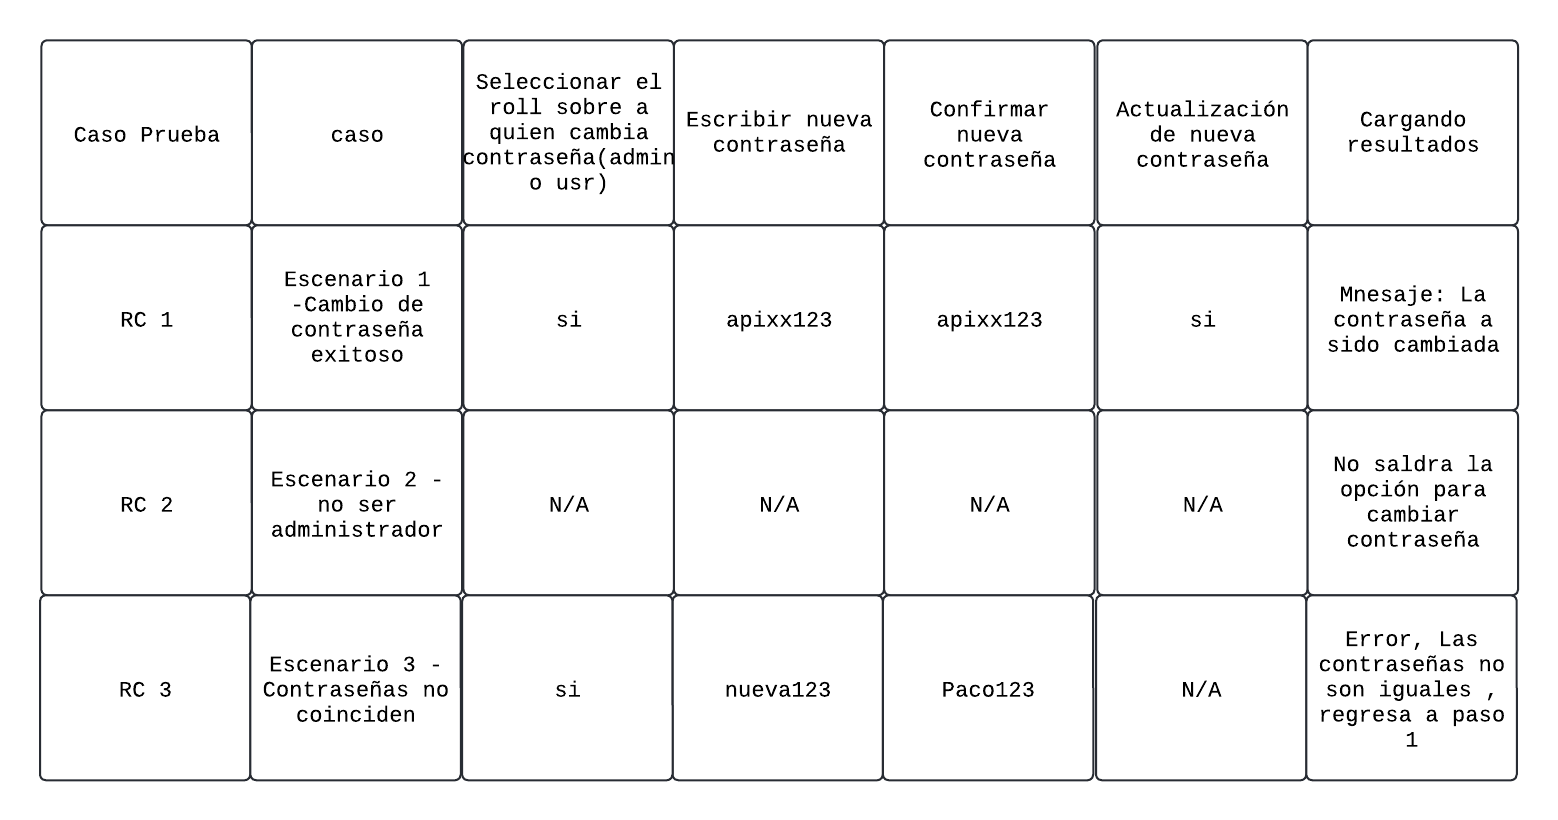 Caso Prueba
caso
Seleccionar el
roll sobre a
quien cambia
contraseña(admin
o usr)
Escribir nueva
contraseña
Confirmar
nueva
contraseña
Actualización
de nueva
contraseña
Cargando
resultados
RC 1
Escenario 1
-Cambio de
contraseña
exitoso
si
apixx123
apixx123
si
Mnesaje: La
contraseña a
sido cambiada
RC 2
Escenario 2 -
no ser
administrador
N/A
N/A
N/A
N/A
No saldra la
opción para
cambiar
contraseña
RC 3
Escenario 3 -
Contraseñas no
coinciden
si
nueva123
Paco123
N/A
Error, Las
contraseñas no
son iguales ,
regresa a paso
1